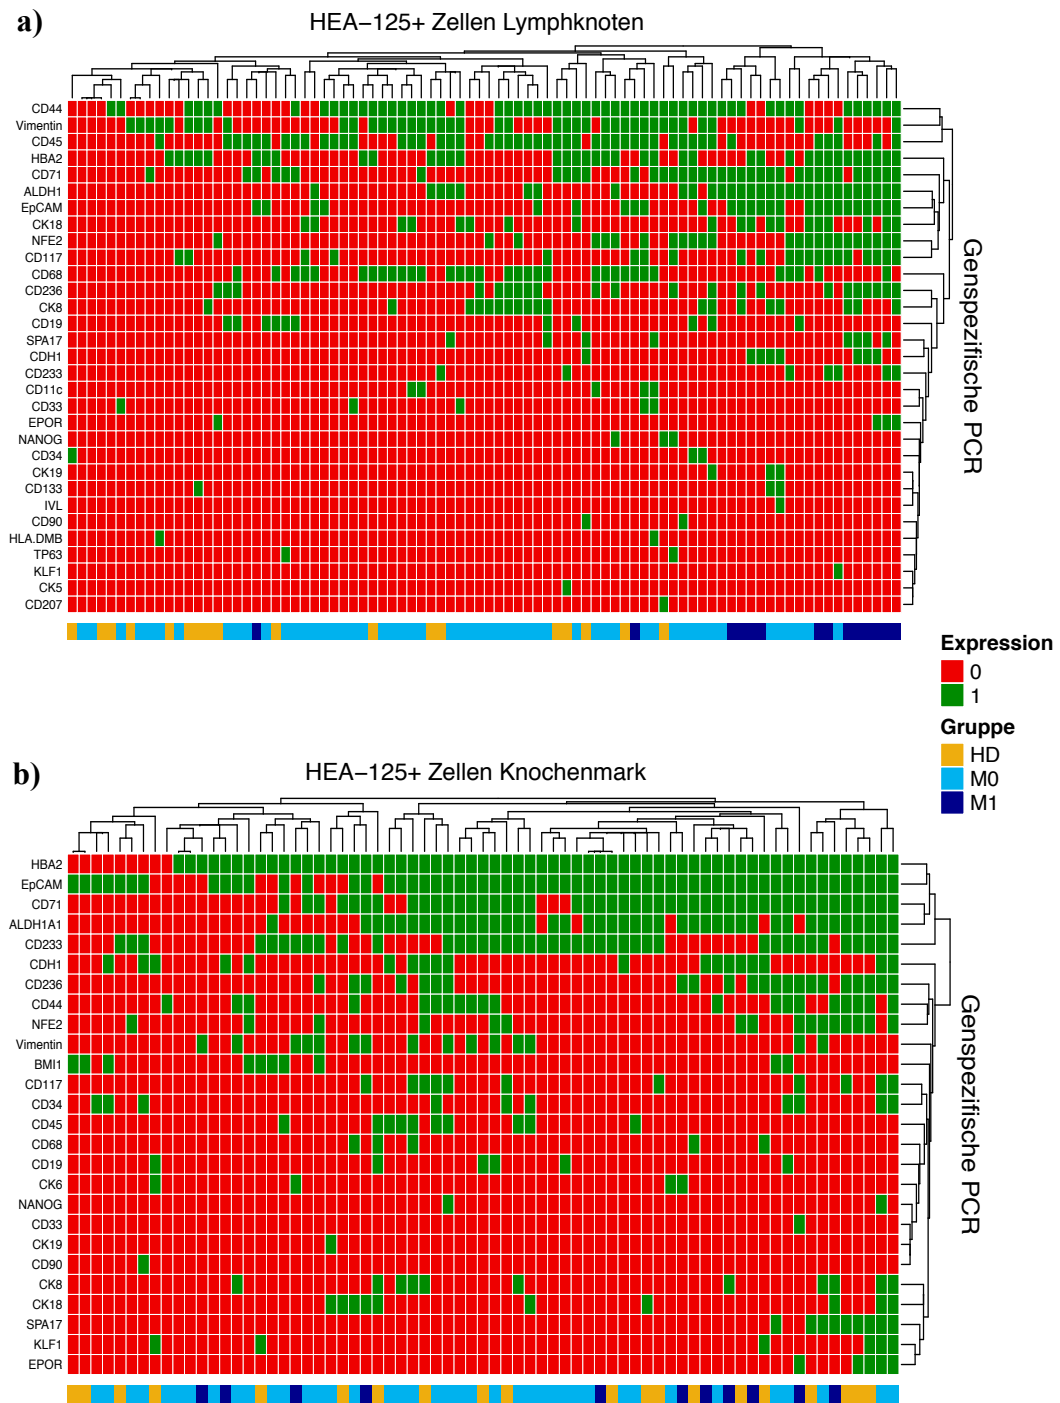 a)
HEA−125+ Zellen Lymphknoten
CD44
Vimentin
CD45
HBA2
CD71
ALDH1
EpCAM
CK18
NFE2
CD117
CD68
CD236
CK8
CD19
SPA17
CDH1
CD233
CD11c
CD33
EPOR
NANOG
CD34
CK19
CD133
IVL
CD90
HLA.DMB
TP63
KLF1
CK5
CD207
Genspezifische PCR
Expression
0
1
Gruppe
HD
M0
M1
b)
HEA−125+ Zellen Knochenmark
HBA2
EpCAM
CD71
ALDH1A1
CD233
CDH1
CD236
CD44
NFE2
Vimentin
BMI1
CD117
CD34
CD45
CD68
CD19
CK6
NANOG
CD33
CK19
CD90
CK8
CK18
SPA17
KLF1
EPOR
Genspezifische PCR